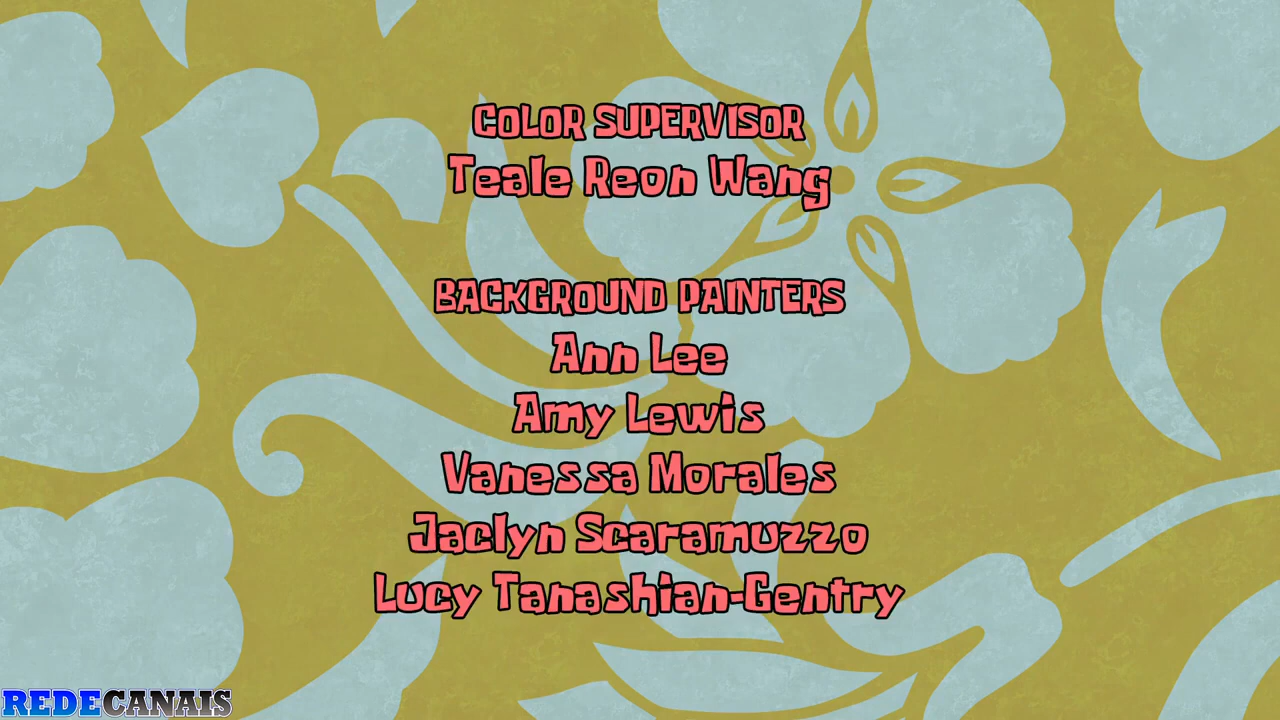 COLOR SUPERVISOR
Teale Reon Wang
BACKGROUND PAINTERS
Ann Lee
Amy Lewis
Vanessa Morales
Jaclyn Scaramuzzo
Lucy Tanashian-Gentry
REDECANAIS